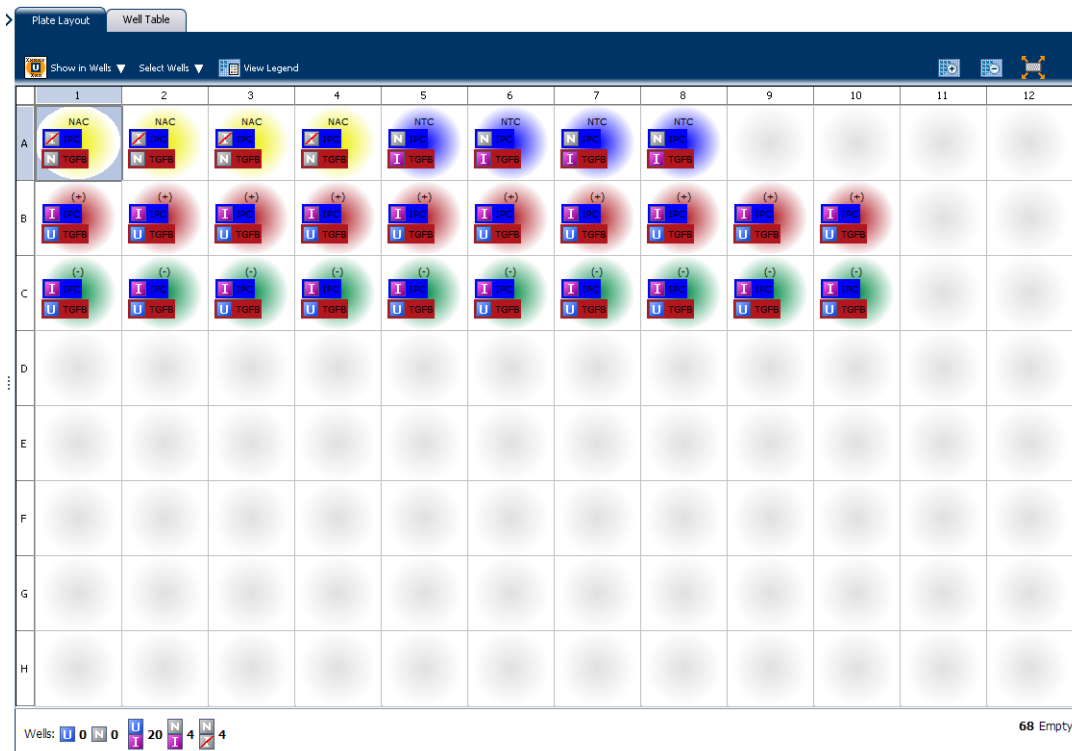 Plate Layout Well Table
U Show in Wells ▼ Select Wells ▼ View Legend
1 2 3 4 5 6 7 8 9 10 11 12
NAC NAC NAC NAC NTC NTC NTC NTC
A IPC IPC IPC IPC N IPC N IPC N IPC N IPC
N TGFB N TGFB N TGFB N TGFB I TGFB I TGFB I TGFB I TGFB
(+) (+) (+) (+) (+) (+) (+) (+) (+) (+)
B I IPC I IPC I IPC I IPC I IPC I IPC I IPC I IPC I IPC I IPC
U TGFB U TGFB U TGFB U TGFB U TGFB U TGFB U TGFB U TGFB U TGFB U TGFB
(-) (-) (-) (-) (-) (-) (-) (-) (-) (-)
C I IPC I IPC I IPC I IPC I IPC I IPC I IPC I IPC I IPC I IPC
U TGFB U TGFB U TGFB U TGFB U TGFB U TGFB U TGFB U TGFB U TGFB U TGFB
D
E
F
G
H
Wells: U 0 N 0 U I 20 N I 4 N 4 68 Empty